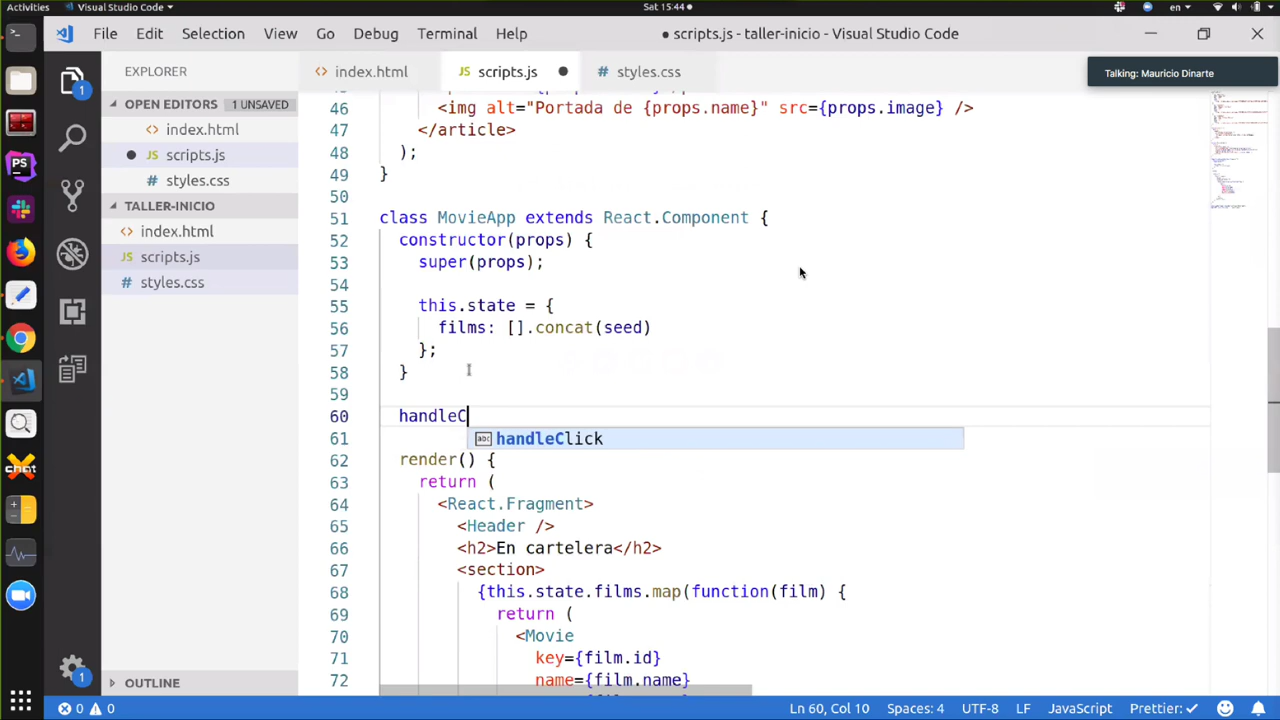 Activities Visual Studio Code Sat 15:44 en
File Edit Selection View Go Debug Terminal Help ● scripts.js - taller-inicio - Visual Studio Code
EXPLORER
index.html
JS scripts.js
styles.css
Talking: Mauricio Dinarte
OPEN EDITORS 1 UNSAVED
index.html
JS scripts.js
styles.css
TALLER-INICIO
index.html
JS scripts.js
styles.css
OUTLINE
46 <img alt="Portada de {props.name}" src={props.image} />
47 </article>
48 );
49 }
50
51 class MovieApp extends React.Component {
52 constructor(props) {
53 super(props);
54
55 this.state = {
56 films: [].concat(seed)
57 };
58 }
59
60 handleC
abc handleClick
61
62 render() {
63 return (
64 <React.Fragment>
65 <Header />
66 <h2>En cartelera</h2>
67 <section>
68 {this.state.films.map(function(film) {
69 return (
70 <Movie
71 key={film.id}
72 name={film.name}
0 0 Ln 60, Col 10 Spaces: 4 UTF-8 LF JavaScript Prettier: ✓